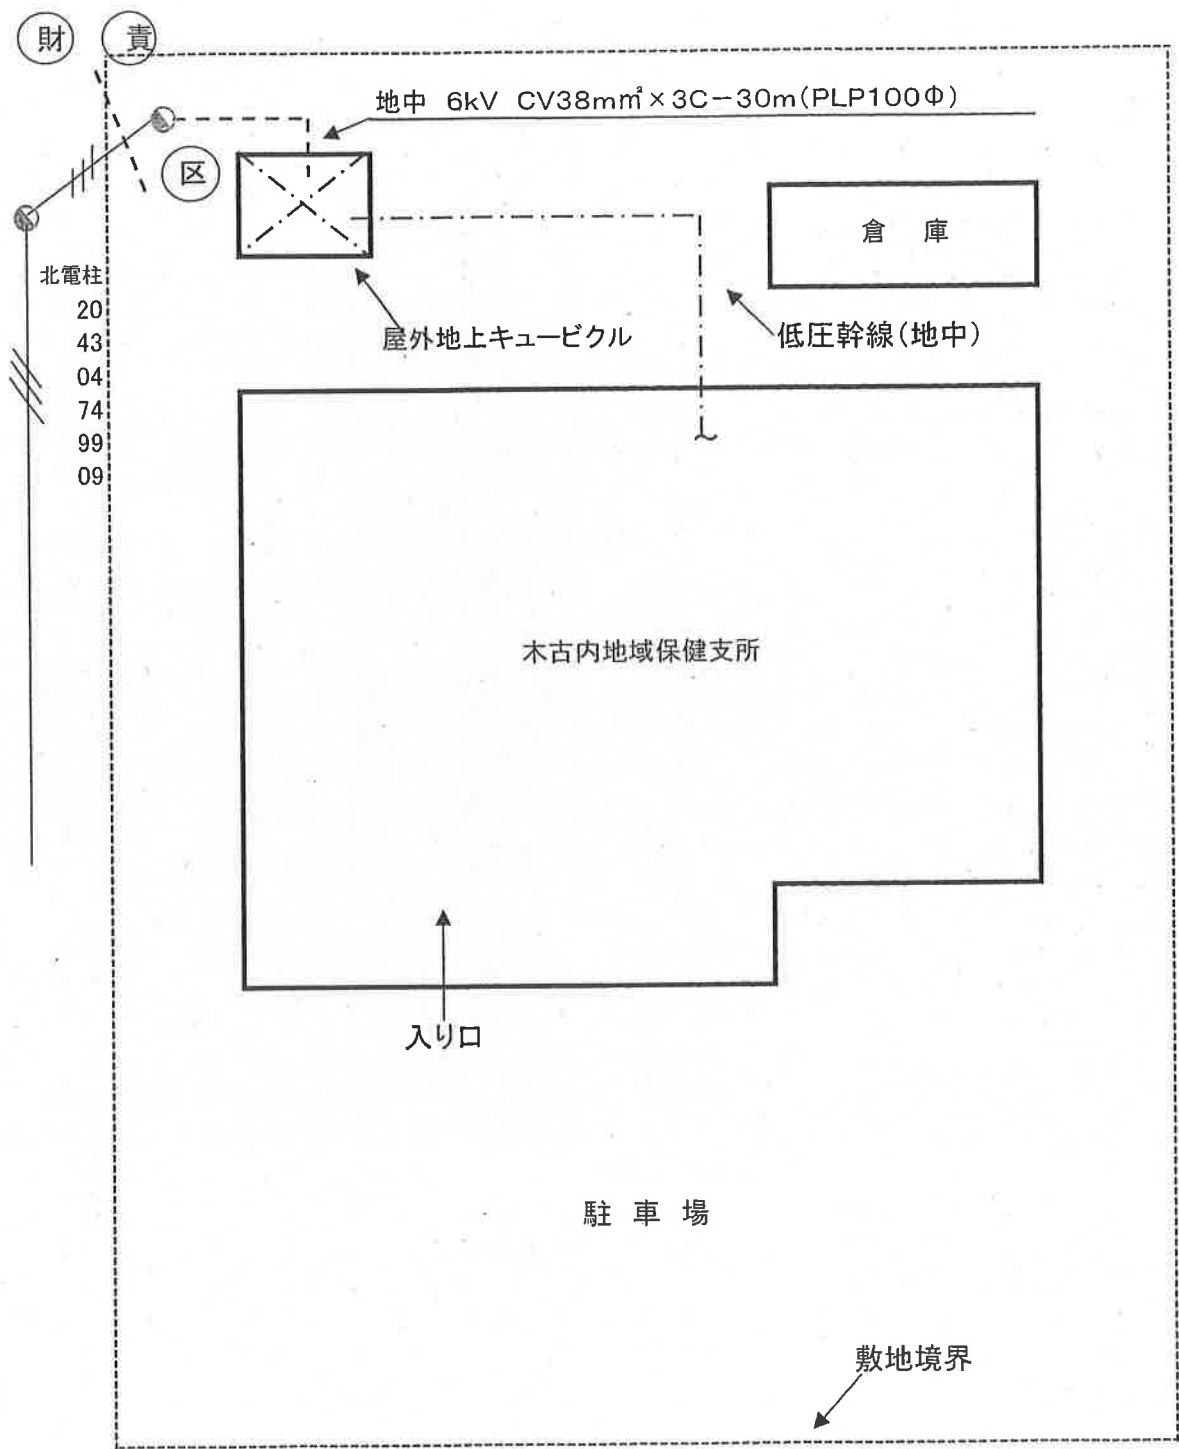 財 責
地中 6kV CV38m㎡×3C-30m(PLP100Φ)
区
倉 庫
北電柱
20
43
04
74
99
09
屋外地上キュービクル
低圧幹線(地中)
木古内地域保健支所
入り口
駐 車 場
敷地境界